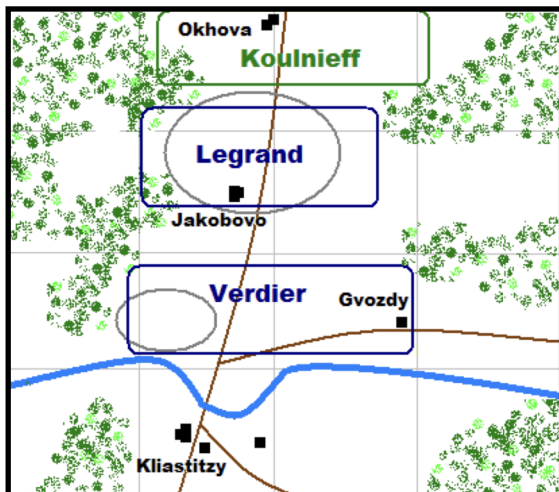 Okhova
Koulnieff
Legrand
Jakobovo
Verdier
Gvozdy
Kliastitzy